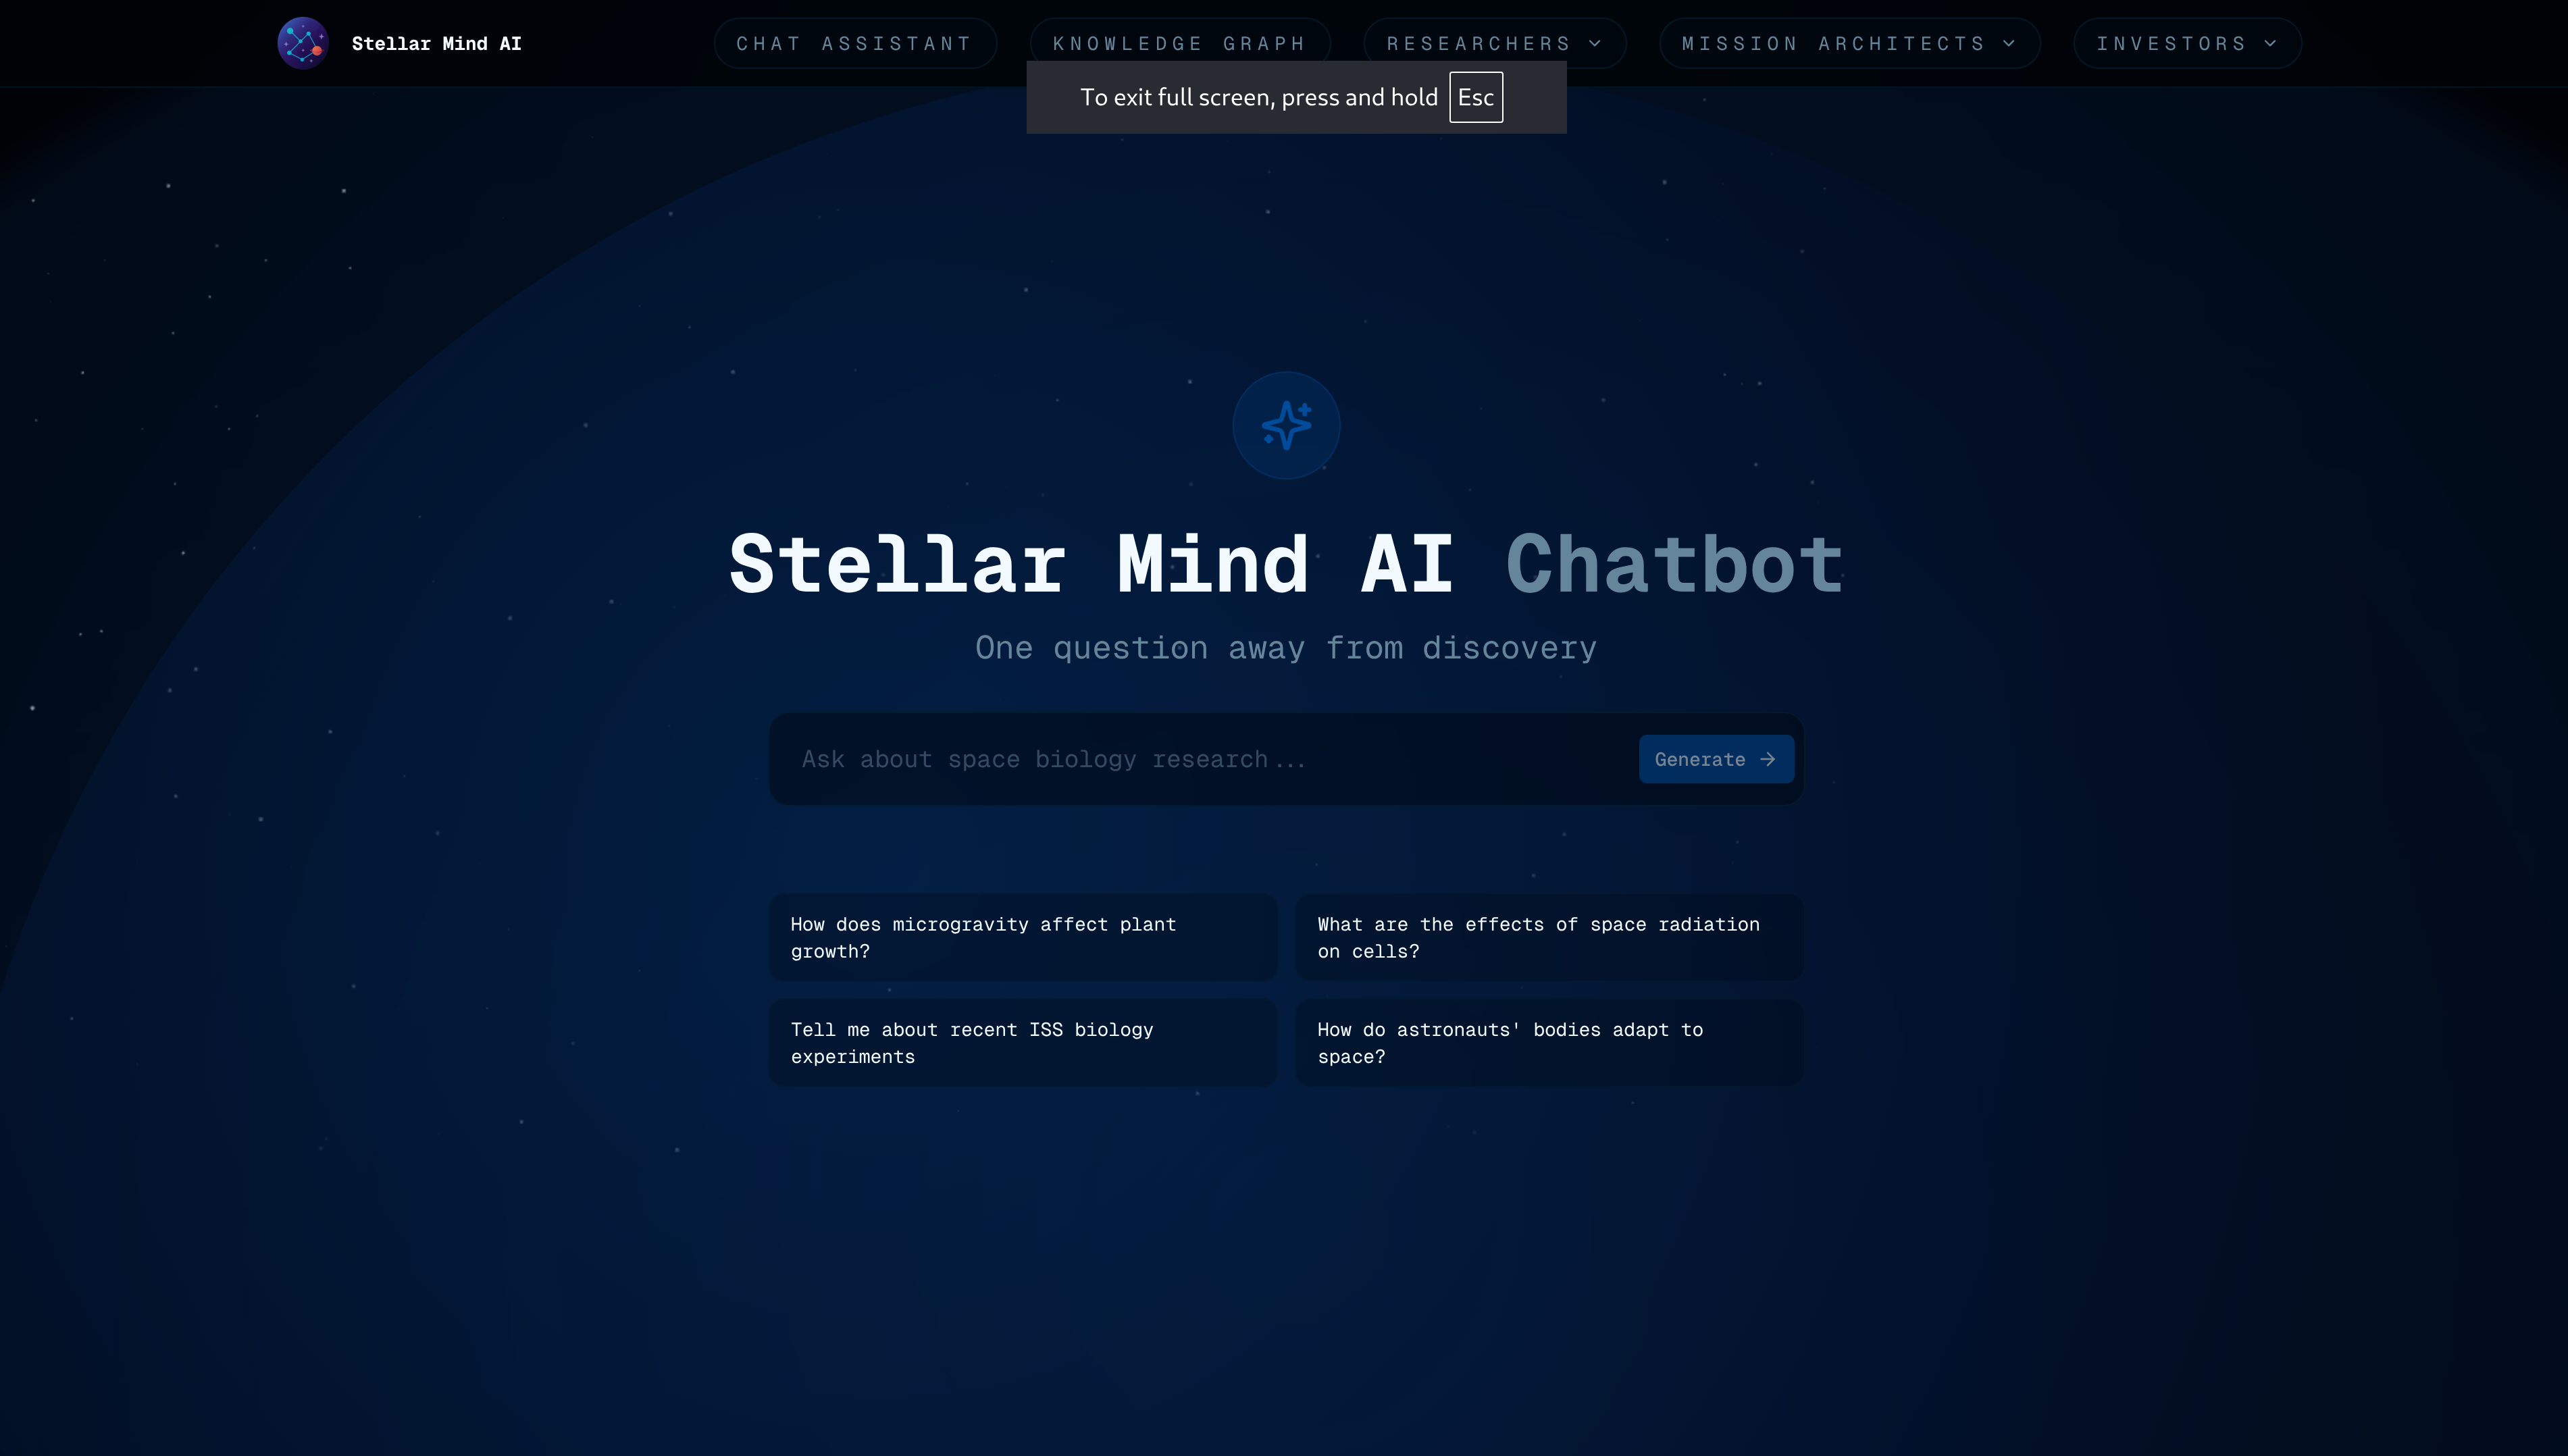 Stellar Mind AI
CHAT ASSISTANT
KNOWLEDGE GRAPH
RESEARCHERS
MISSION ARCHITECTS
INVESTORS
To exit full screen, press and hold Esc
Stellar Mind AI Chatbot
One question away from discovery
Ask about space biology research...
Generate
How does microgravity affect plant
growth?
What are the effects of space radiation
on cells?
Tell me about recent ISS biology
experiments
How do astronauts' bodies adapt to
space?